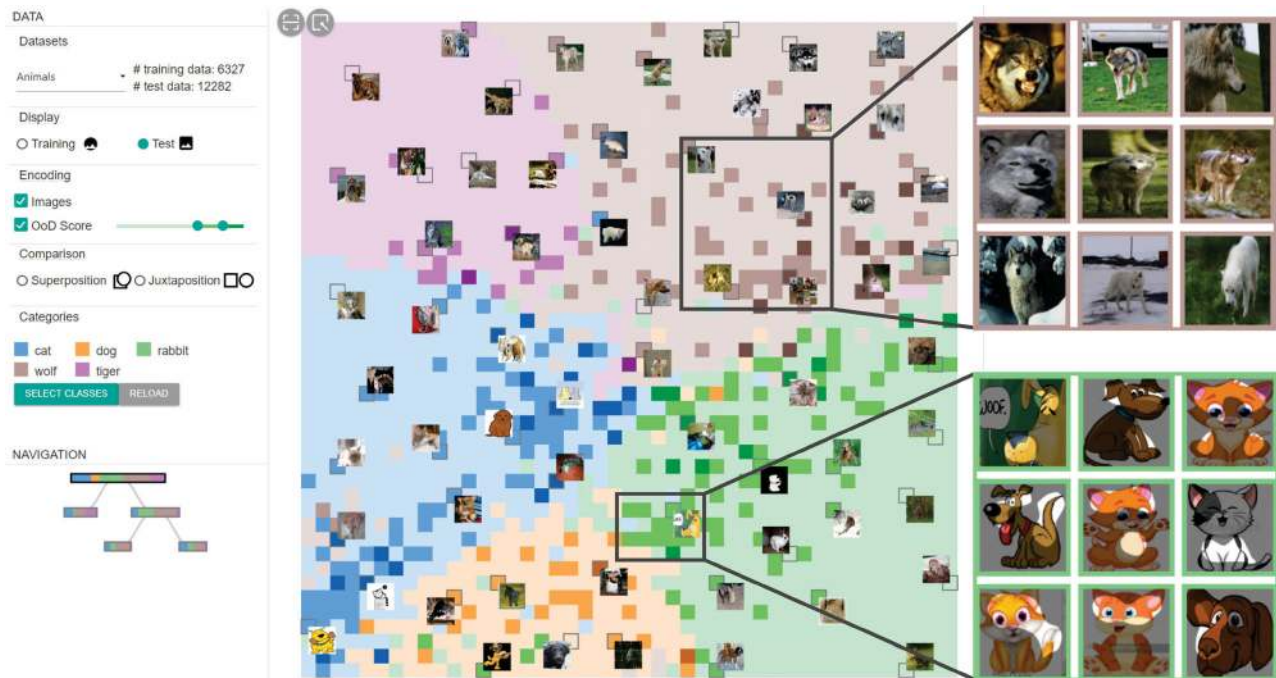 DATA
Datasets
Animals
# training data: 6327
# test data: 12282
Display
Training
Test
Encoding
Images
OoD Score
Comparison
Superposition
Juxtaposition
Categories
cat
dog
rabbit
wolf
tiger
SELECT CLASSES
RELOAD
NAVIGATION
WOOF.